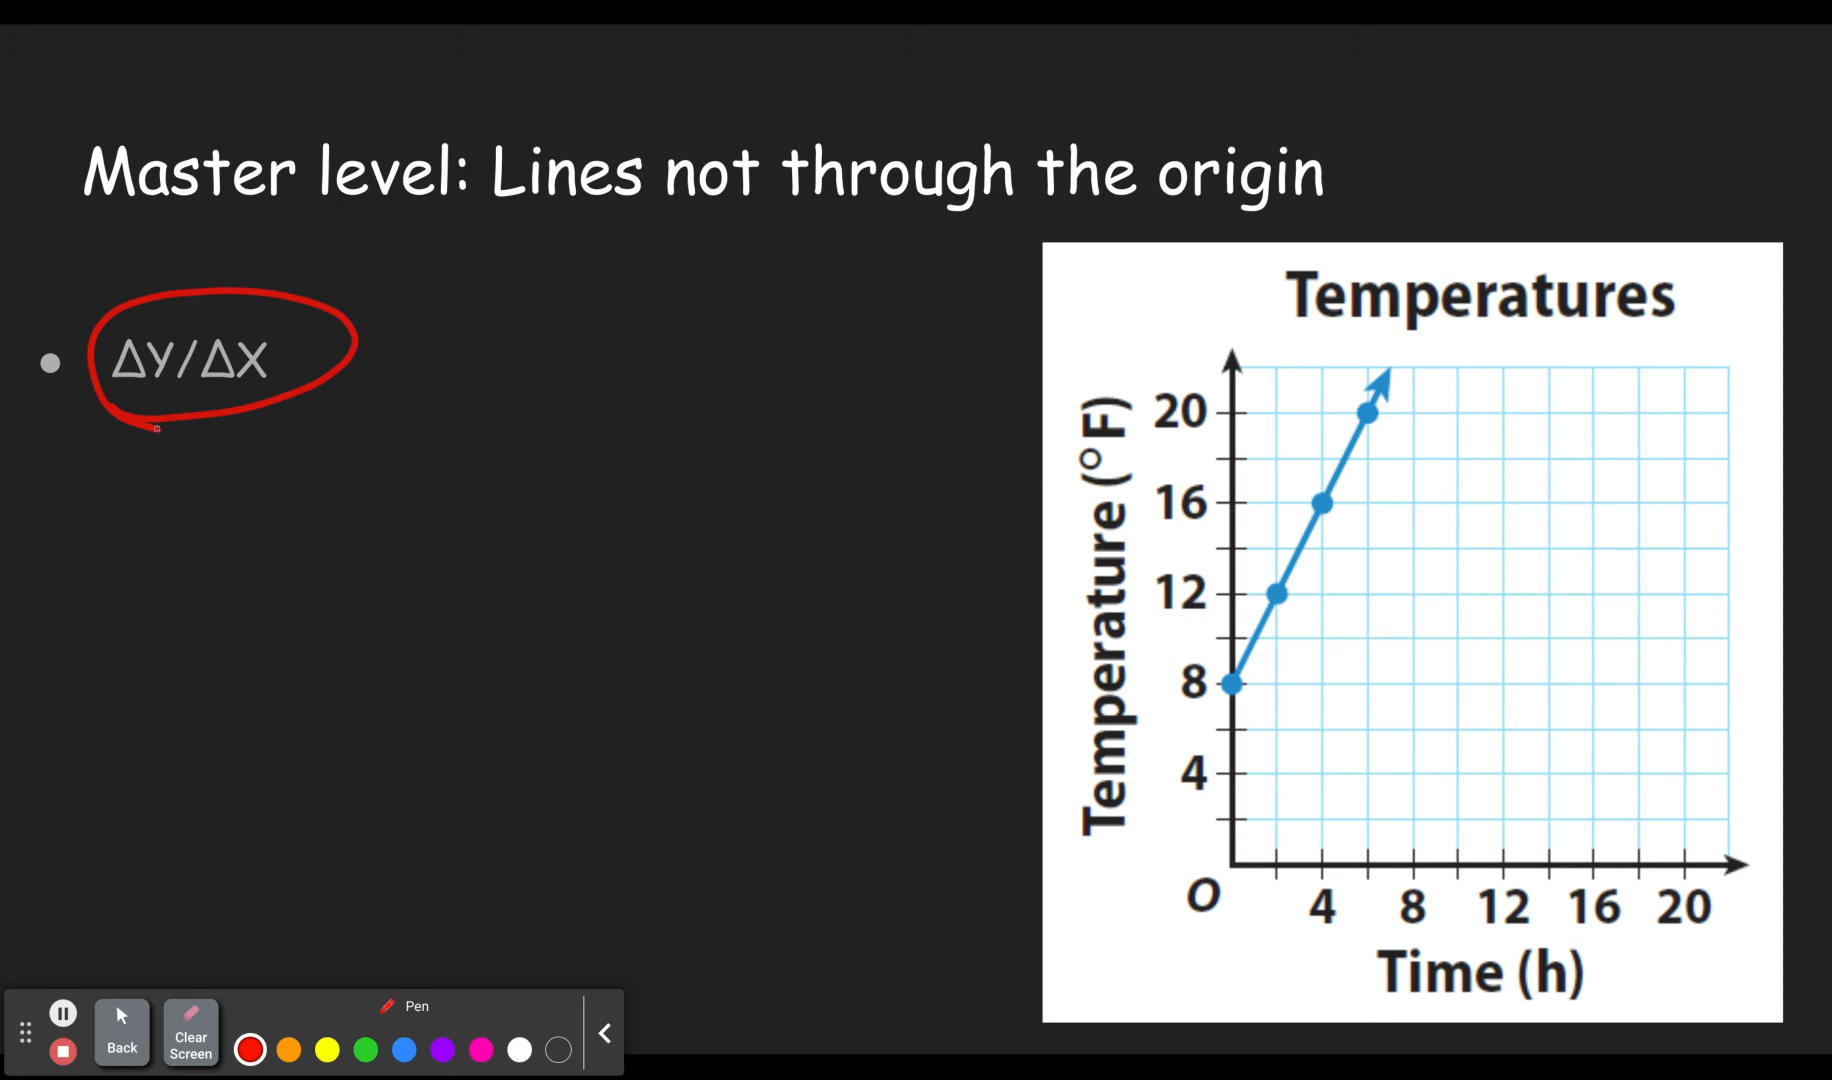 Master level: Lines not through the origin
ΔY/ΔX
Temperatures
Temperature (°F)
20
16
12
8
4
O
4 8 12 16 20
Time (h)
Pen
Back
Clear
Screen